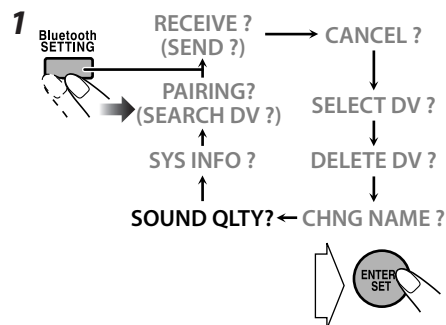 1
Bluetooth
SETTING
RECEIVE ?
(SEND ?)
CANCEL ?
PAIRING?
(SEARCH DV ?)
SELECT DV ?
SYS INFO ?
DELETE DV ?
SOUND QLTY?
CHNG NAME ?
ENTER
SET